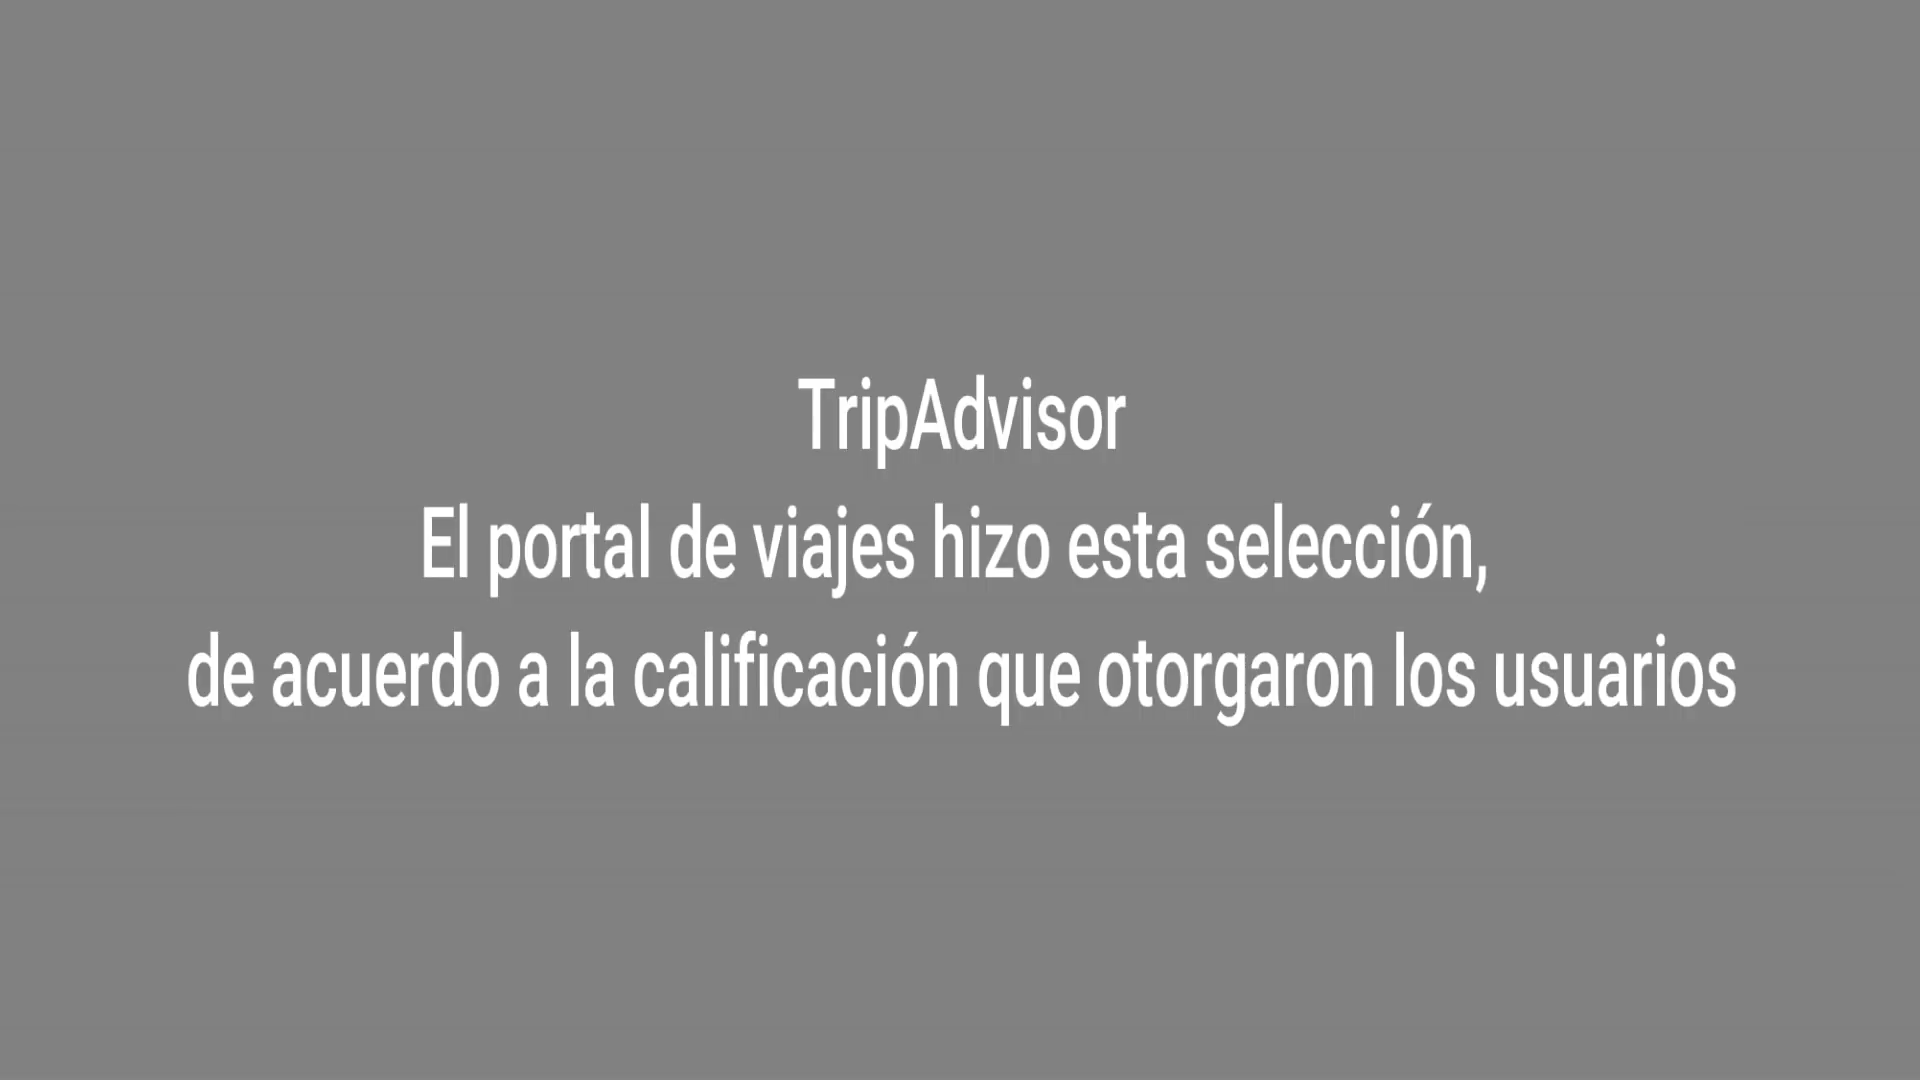 TripAdvisor
El portal de viajes hizo esta selección,
de acuerdo a la calificación que otorgaron los usuarios